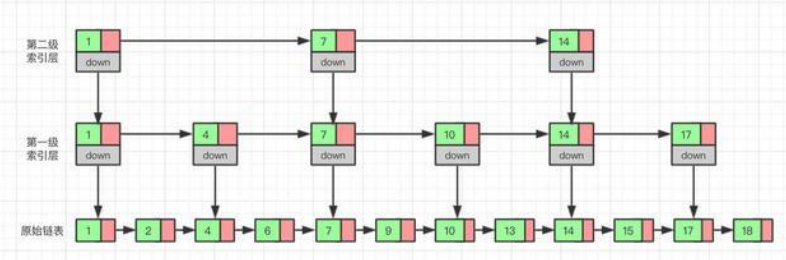 第二级
索引层
1 7 14
down down down
第一级
索引层
1 4 7 10 14 17
down down down down down down
原始链表
1 2 4 6 7 9 10 13 14 15 17 18